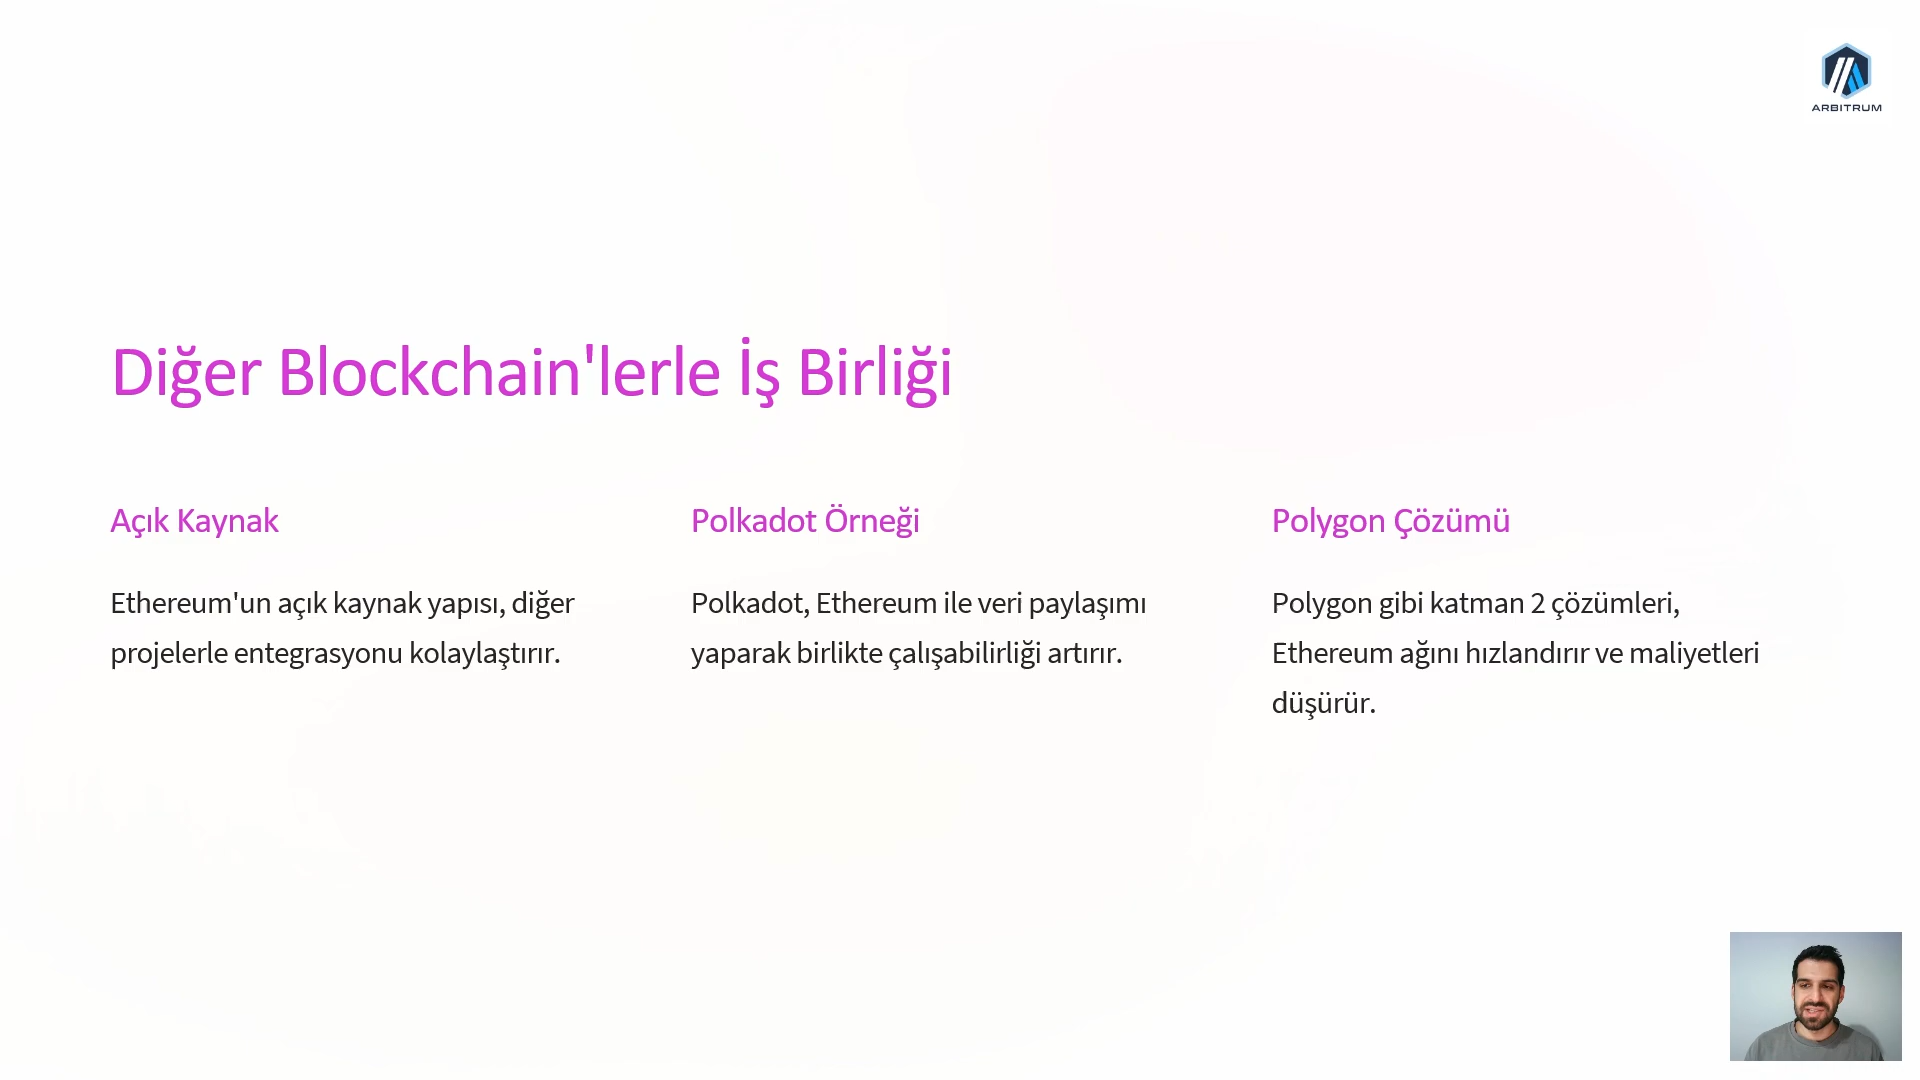 ARBITRUM
Diğer Blockchain'lerle İş Birliği
Açık Kaynak
Ethereum'un açık kaynak yapısı, diğer
projelerle entegrasyonu kolaylaştırır.
Polkadot Örneği
Polkadot, Ethereum ile veri paylaşımı
yaparak birlikte çalışabilirliği artırır.
Polygon Çözümü
Polygon gibi katman 2 çözümleri,
Ethereum ağını hızlandırır ve maliyetleri
düşürür.